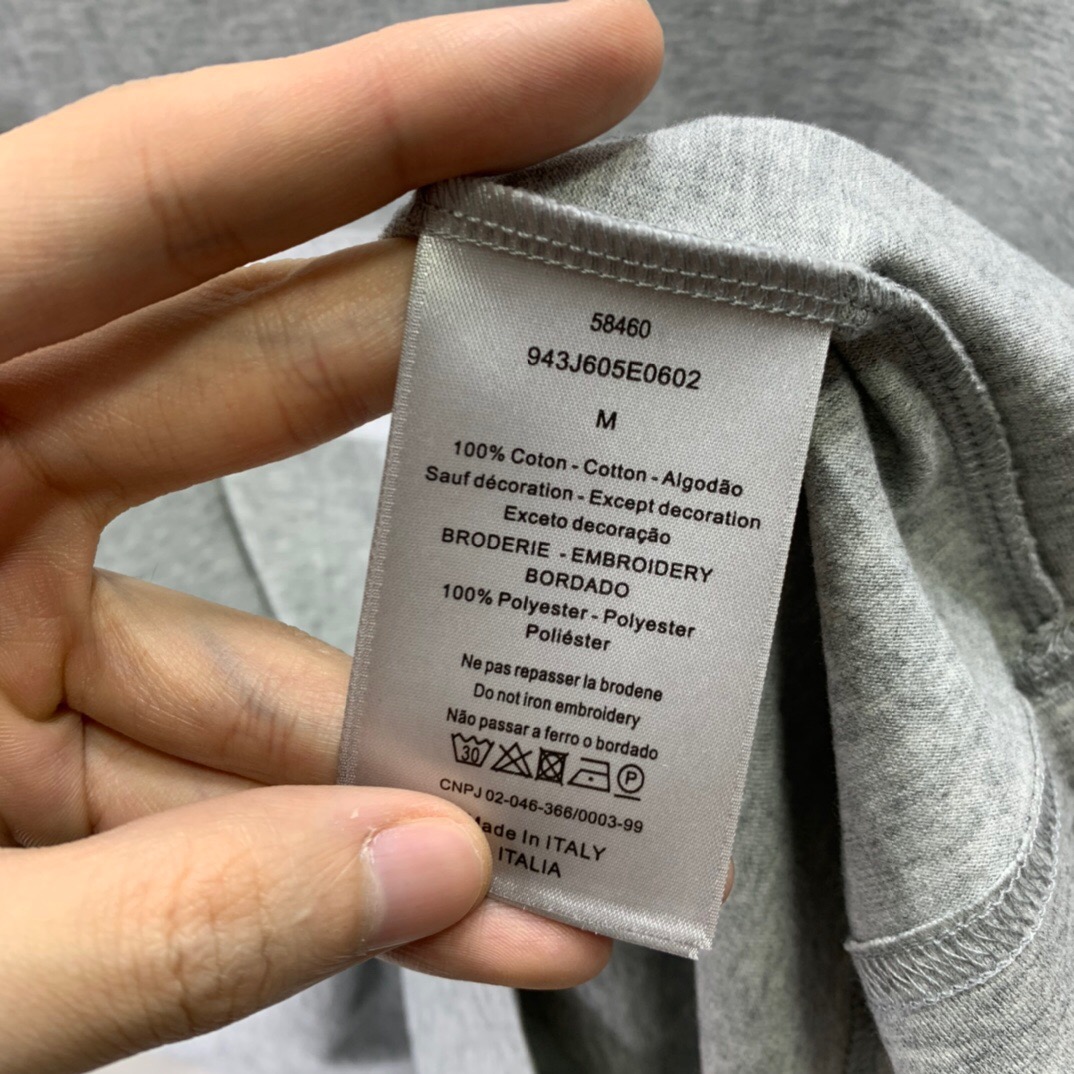 58460
943J605E0602
M
100% Coton - Cotton - Algodão
Sauf décoration - Except decoration
Exceto decoração
BRODERIE - EMBROIDERY
BORDADO
100% Polyester - Polyester
Poliéster
Ne pas repasser la brodene
Do not iron embroidery
Não passar a ferro o bordado
30 P
CNPJ 02-046-366/0003-99
Made In ITALY
ITALIA